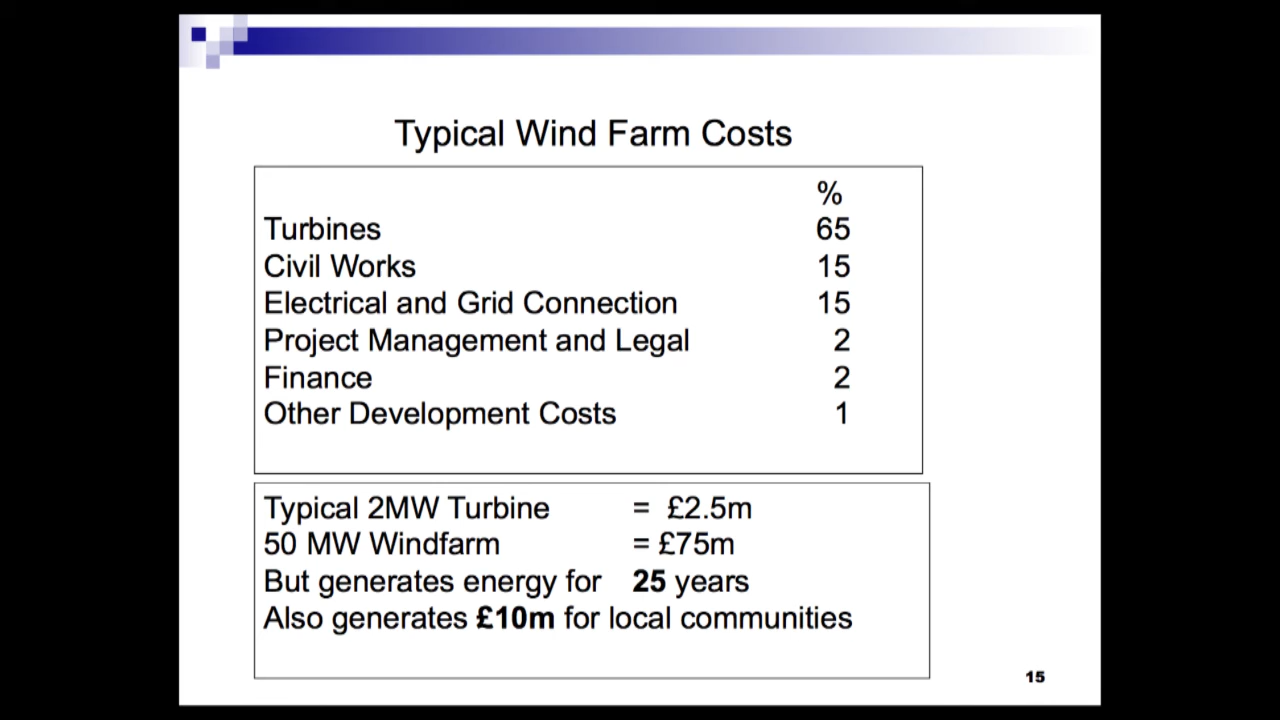 Typical Wind Farm Costs
%
Turbines 65
Civil Works 15
Electrical and Grid Connection 15
Project Management and Legal 2
Finance 2
Other Development Costs 1
Typical 2MW Turbine = £2.5m
50 MW Windfarm = £75m
But generates energy for 25 years
Also generates £10m for local communities
15